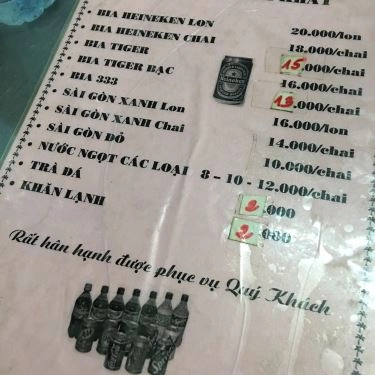 KHÁT
BIA HEINEKEN LON 20.000/lon
BIA HEINEKEN CHAI 18.000/chai
BIA TIGER 15.000/chai
BIA TIGER BẠC 16.000/chai
BIA 333 13.000/chai
SÀI GÒN XANH Lon 16.000/lon
SÀI GÒN XANH Chai 14.000/chai
SÀI GÒN ĐỎ 10.000/chai
NƯỚC NGỌT CÁC LOẠI 8 - 10 - 12.000/chai
TRÀ ĐÁ 2.000
KHĂN LẠNH 2.000
Rất hân hạnh được phục vụ Quý Khách
Heineken